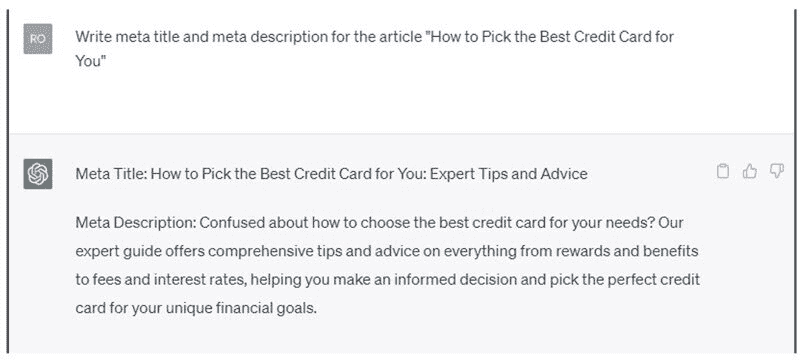 RO
Write meta title and meta description for the article "How to Pick the Best Credit Card for
You"
Meta Title: How to Pick the Best Credit Card for You: Expert Tips and Advice
Meta Description: Confused about how to choose the best credit card for your needs? Our
expert guide offers comprehensive tips and advice on everything from rewards and benefits
to fees and interest rates, helping you make an informed decision and pick the perfect credit
card for your unique financial goals.